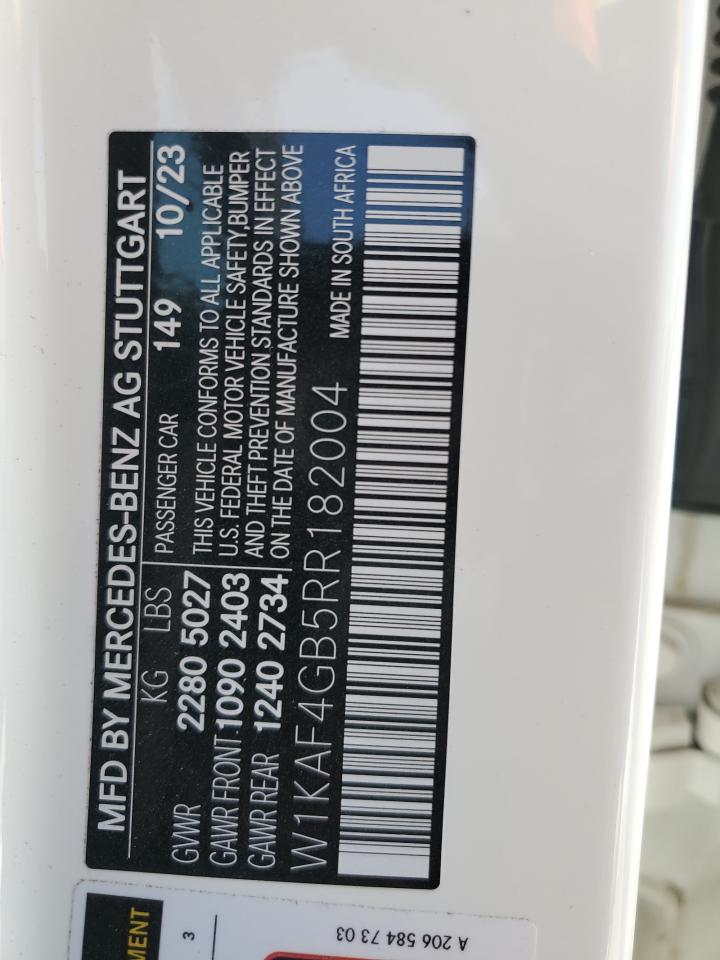 MFD BY MERCEDES-BENZ AG STUTTGART
KG LBS
GVWR 2280 5027
GAWR FRONT 1090 2403
GAWR REAR 1240 2734
PASSENGER CAR 149 10/23
THIS VEHICLE CONFORMS TO ALL APPLICABLE
U.S. FEDERAL MOTOR VEHICLE SAFETY,BUMPER
AND THEFT PREVENTION STANDARDS IN EFFECT
ON THE DATE OF MANUFACTURE SHOWN ABOVE
W1KAF4GB5RR182004
MADE IN SOUTH AFRICA
3
A 206 584 73 03